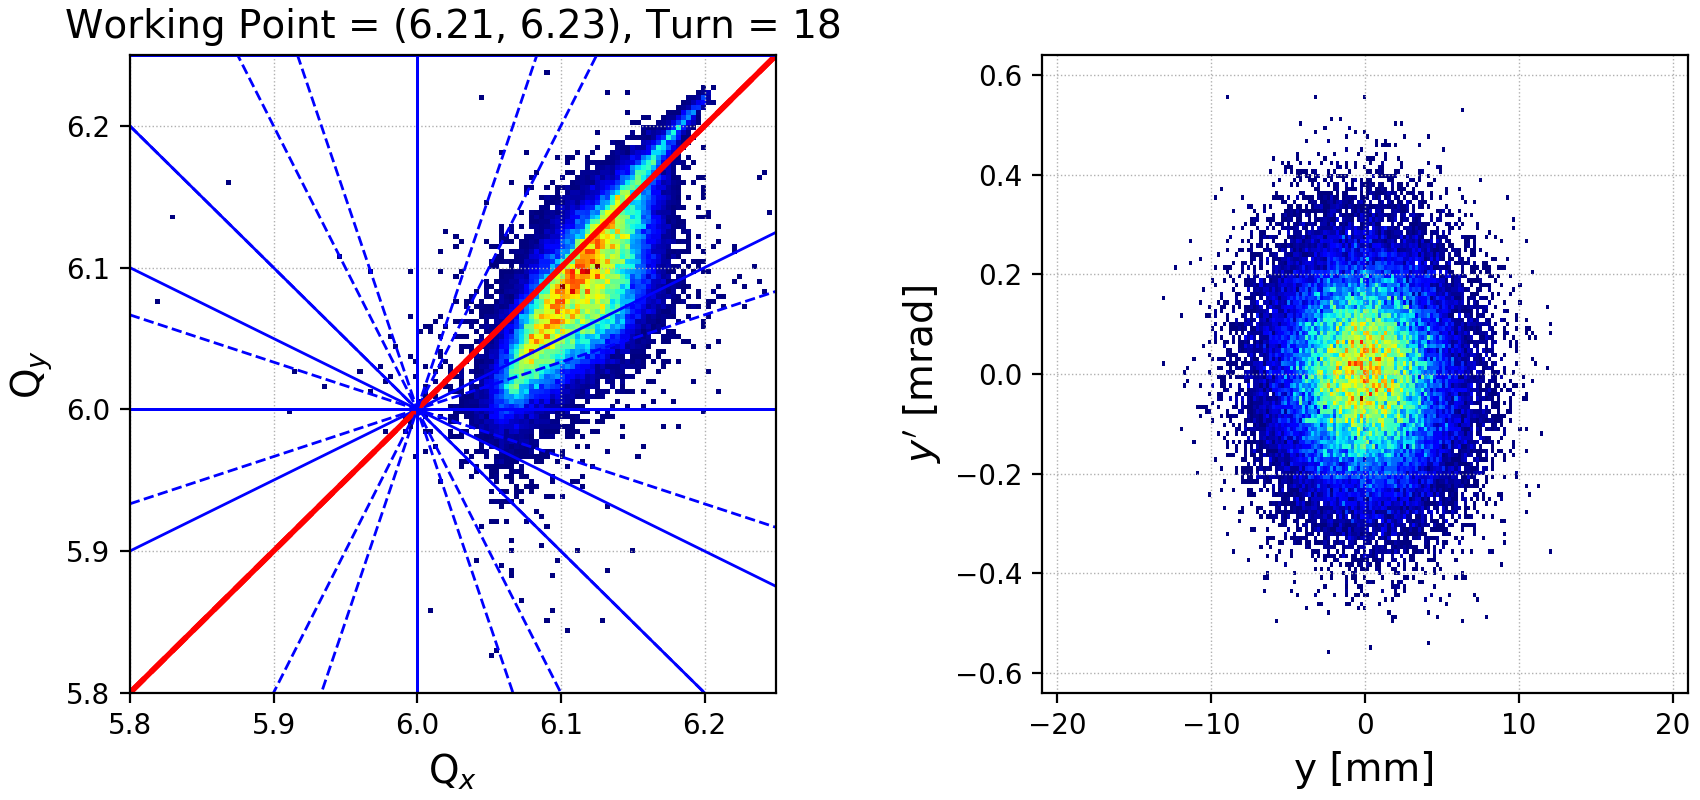 Working Point = (6.21, 6.23), Turn = 18
6.2
6.1
6.0
5.9
5.8
Q_y
5.8 5.9 6.0 6.1 6.2
Q_x
0.6
0.4
0.2
0.0
−0.2
−0.4
−0.6
y′ [mrad]
−20 −10 0 10 20
y [mm]